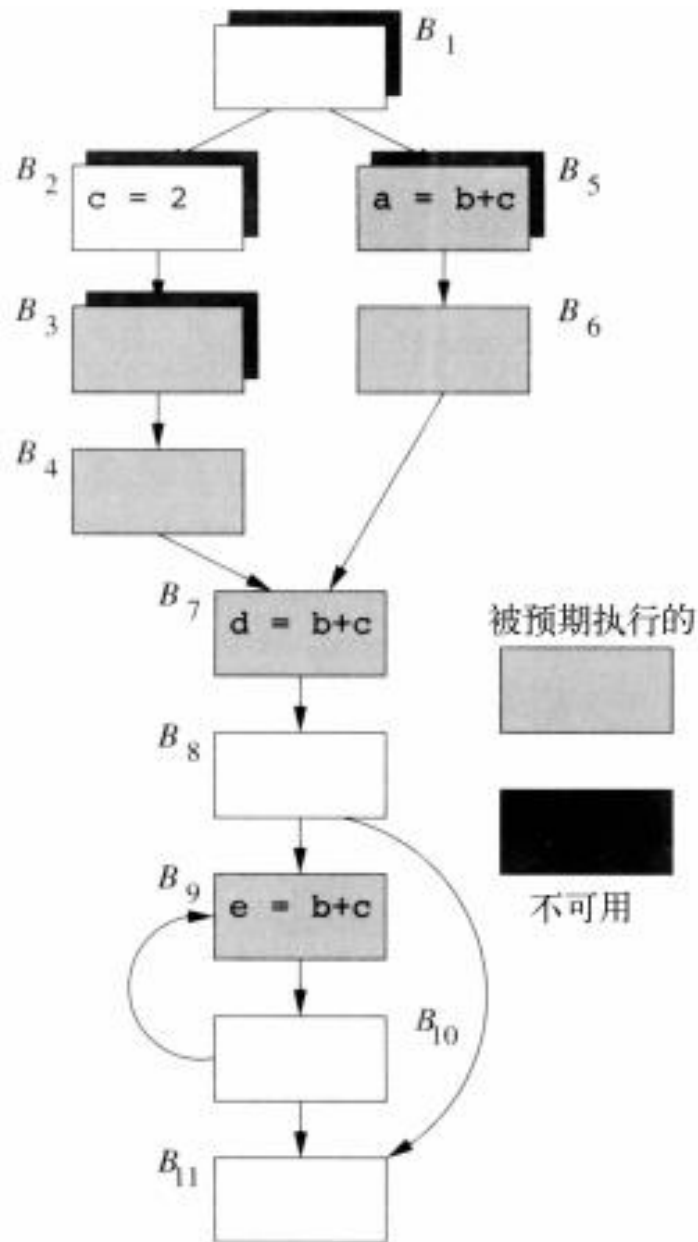 B1
B2
c = 2
a = b+c
B5
B3
B6
B4
B7
d = b+c
被预期执行的
B8
B9
e = b+c
不可用
B10
B11